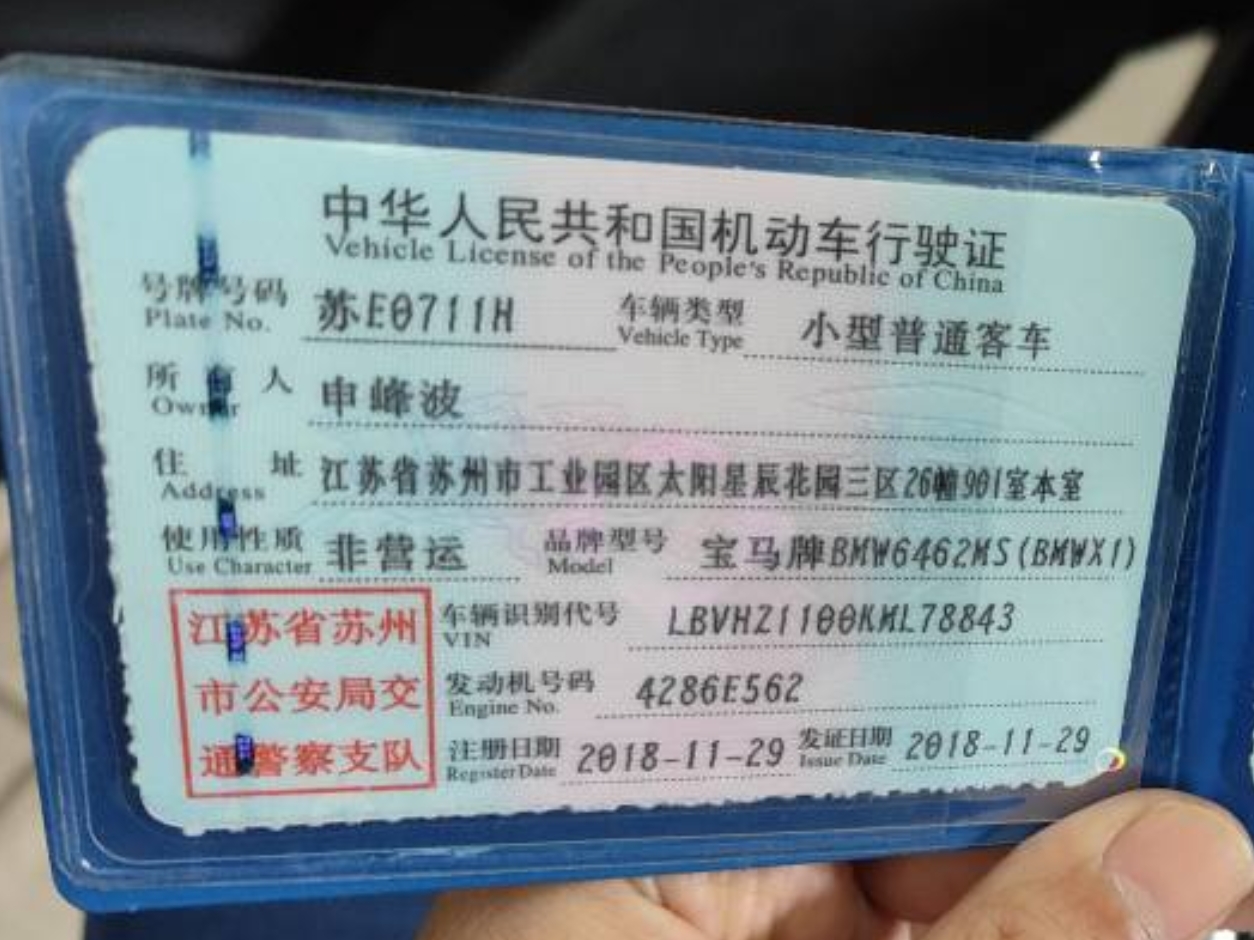 中华人民共和国机动车行驶证
Vehicle License of the People's Republic of China
号牌号码 苏E0711H 车辆类型 小型普通客车
Plate No. Vehicle Type
所有人 申峰波
Owner
住址 江苏省苏州市工业园区太阳星辰花园三区26幢901室本室
Address
使用性质 非营运 品牌型号 宝马牌BMW6462MS(BMWX1)
Use Character Model
江苏省苏州 车辆识别代号 LBVHZ1100KML78843
VIN
市公安局交 发动机号码 4286E562
Engine No.
通警察支队 注册日期 2018-11-29 发证日期 2018-11-29
Register Date Issue Date